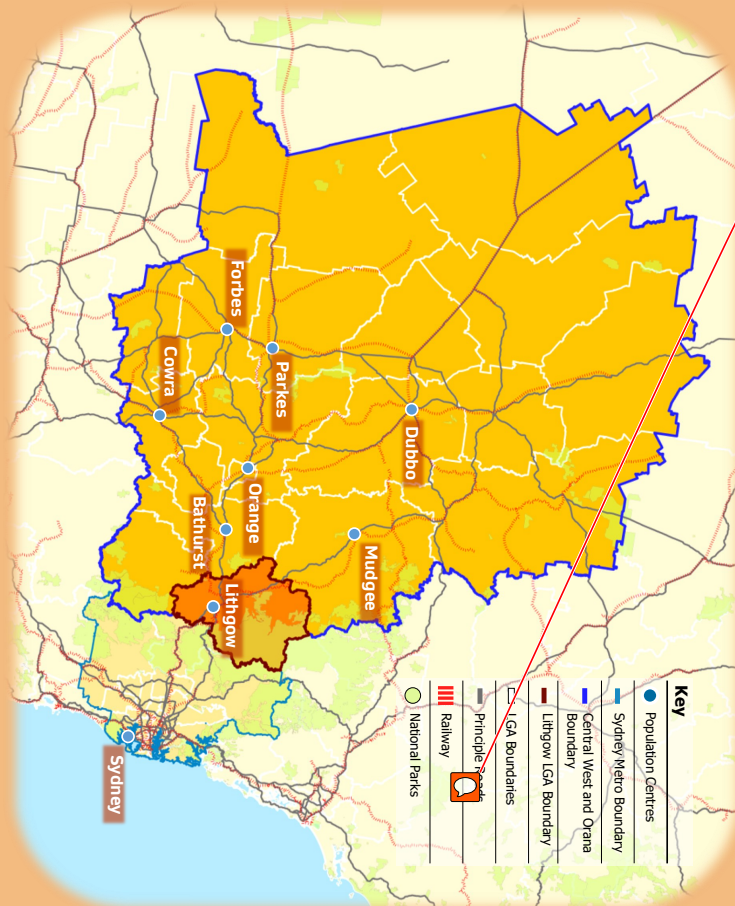 Forbes
Parkes
Cowra
Dubbo
Orange
Bathurst
Mudgee
Lithgow
Sydney
Key
Population Centres
Sydney Metro Boundary
Central West and Orana
Boundary
Lithgow LGA Boundary
LGA Boundaries
Principle Roads
Railway
National Parks